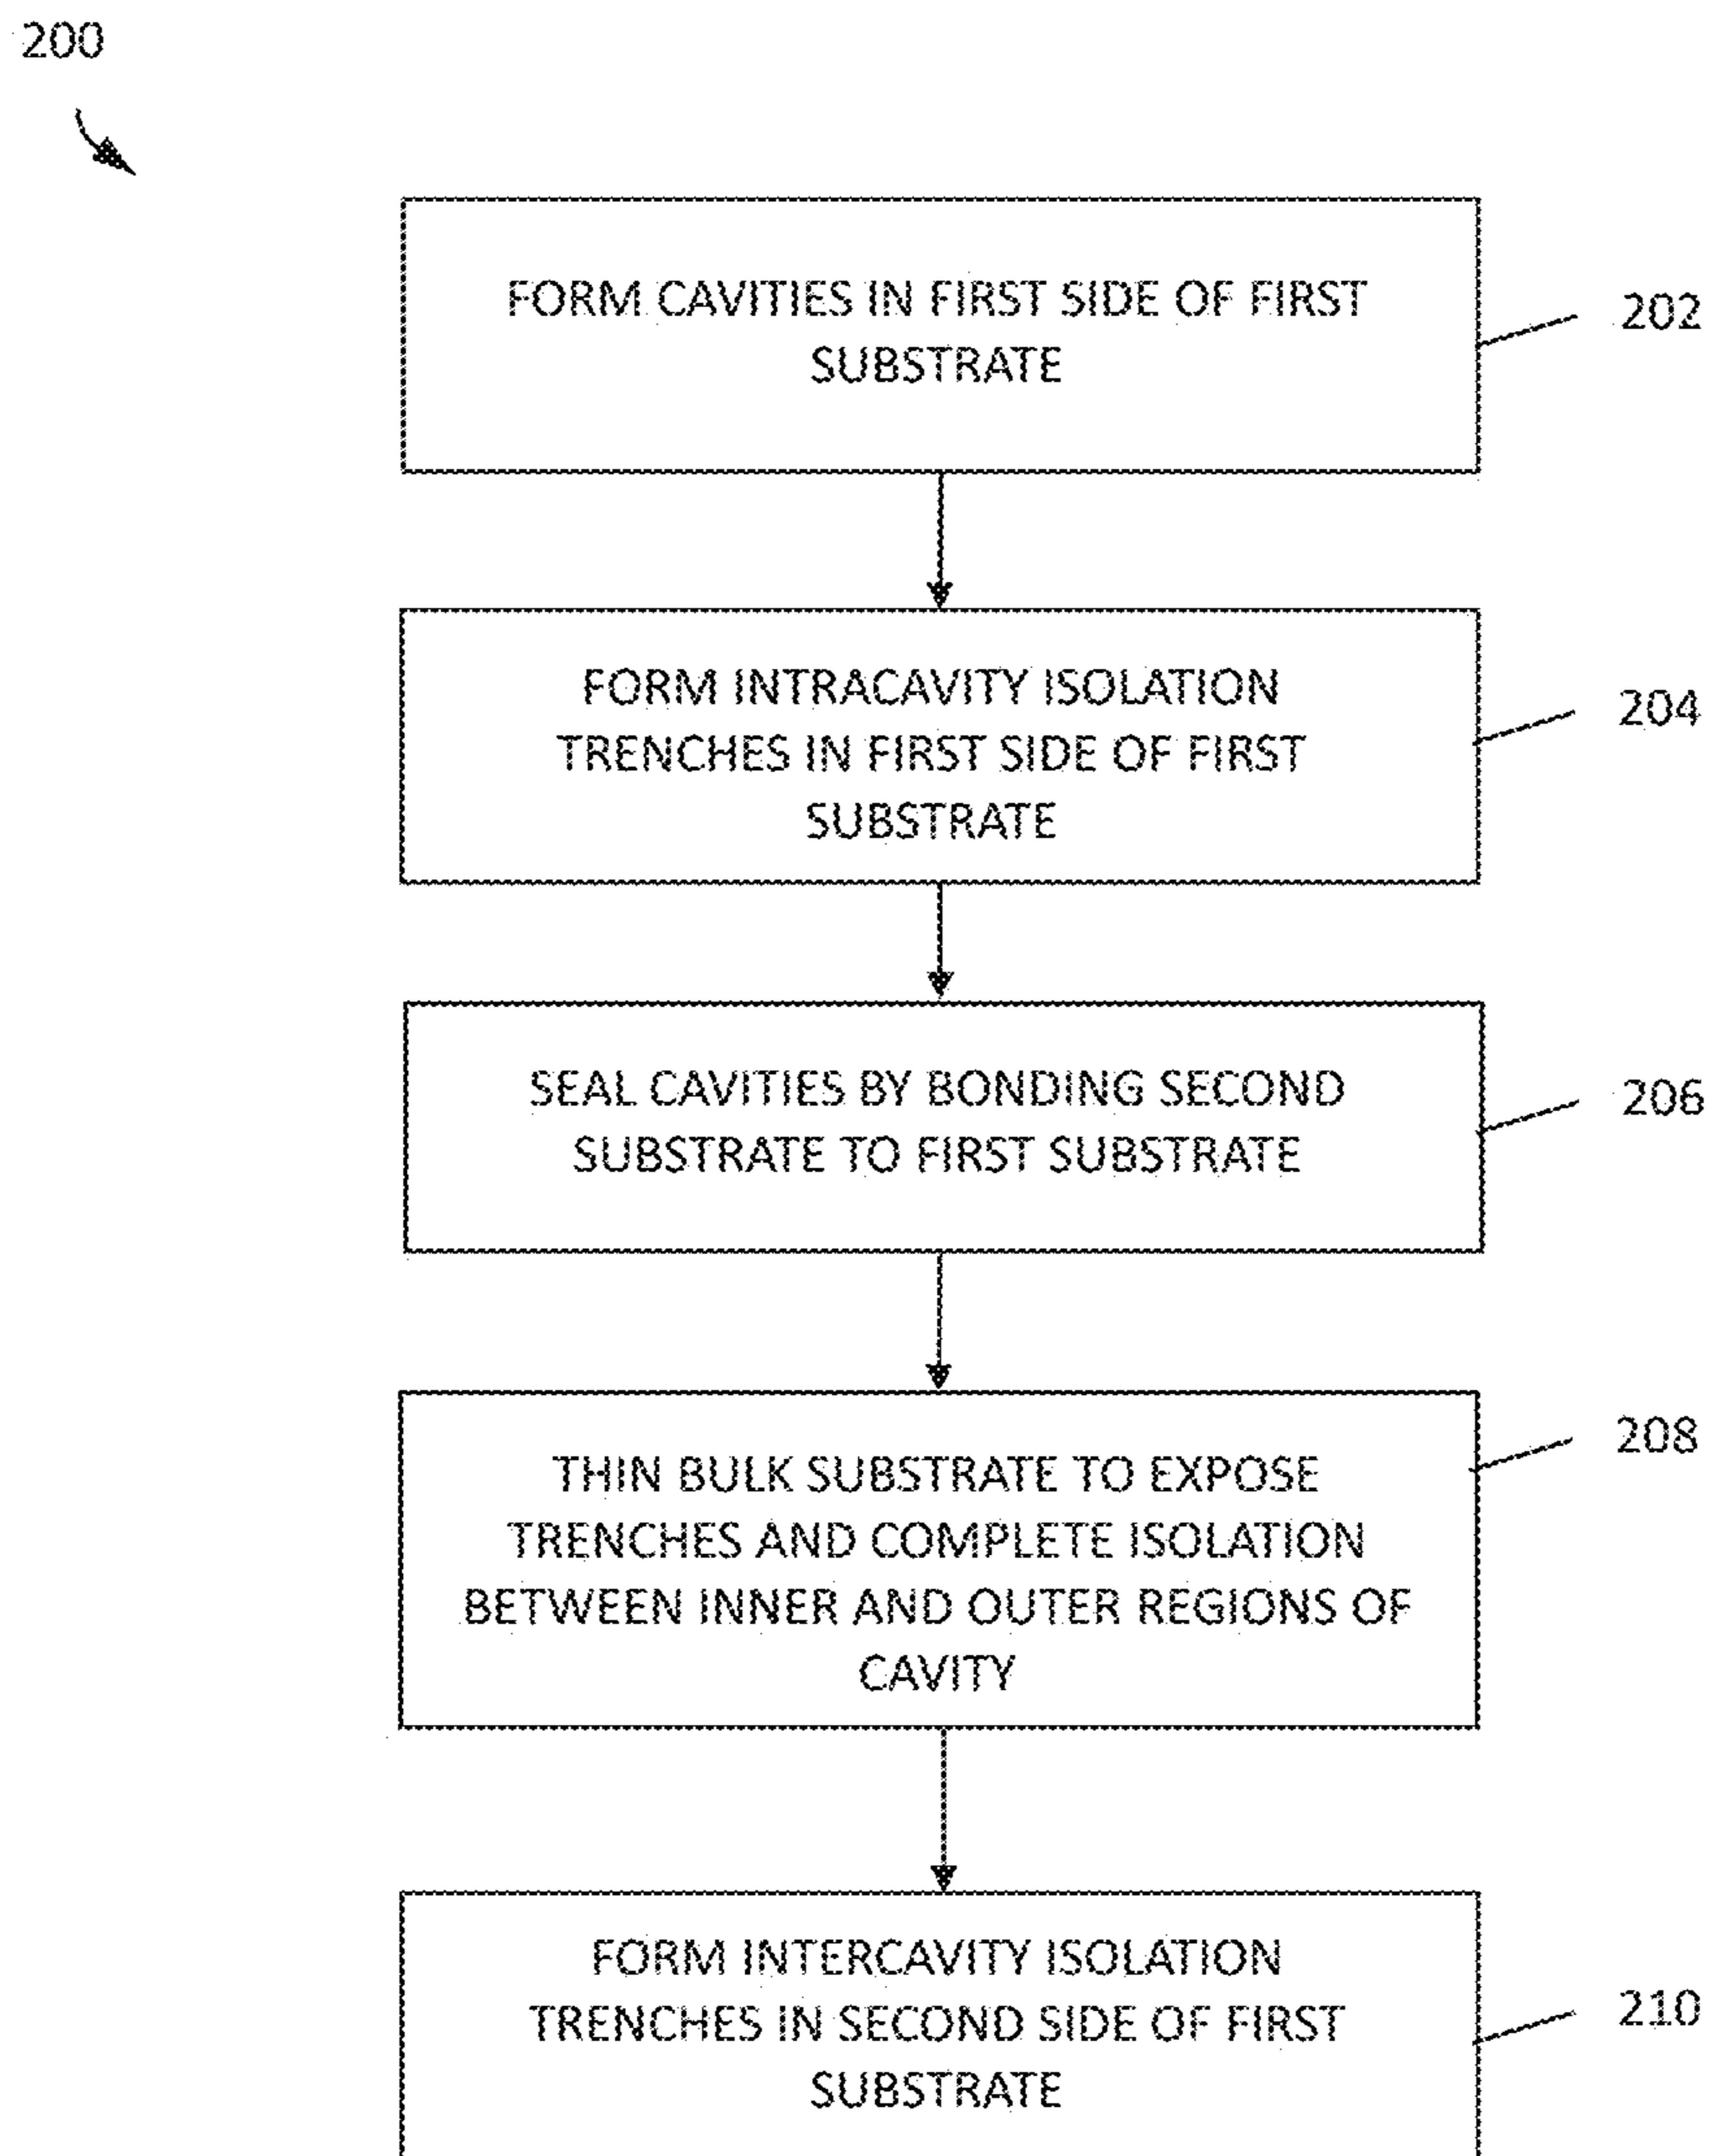 200
FORM CAVITIES IN FIRST SIDE OF FIRST
SUBSTRATE
202
FORM INTRACAVITY ISOLATION
TRENCHES IN FIRST SIDE OF FIRST
SUBSTRATE
204
SEAL CAVITIES BY BONDING SECOND
SUBSTRATE TO FIRST SUBSTRATE
206
THIN BULK SUBSTRATE TO EXPOSE
TRENCHES AND COMPLETE ISOLATION
BETWEEN INNER AND OUTER REGIONS OF
CAVITY
208
FORM INTERCAVITY ISOLATION
TRENCHES IN SECOND SIDE OF FIRST
SUBSTRATE
210